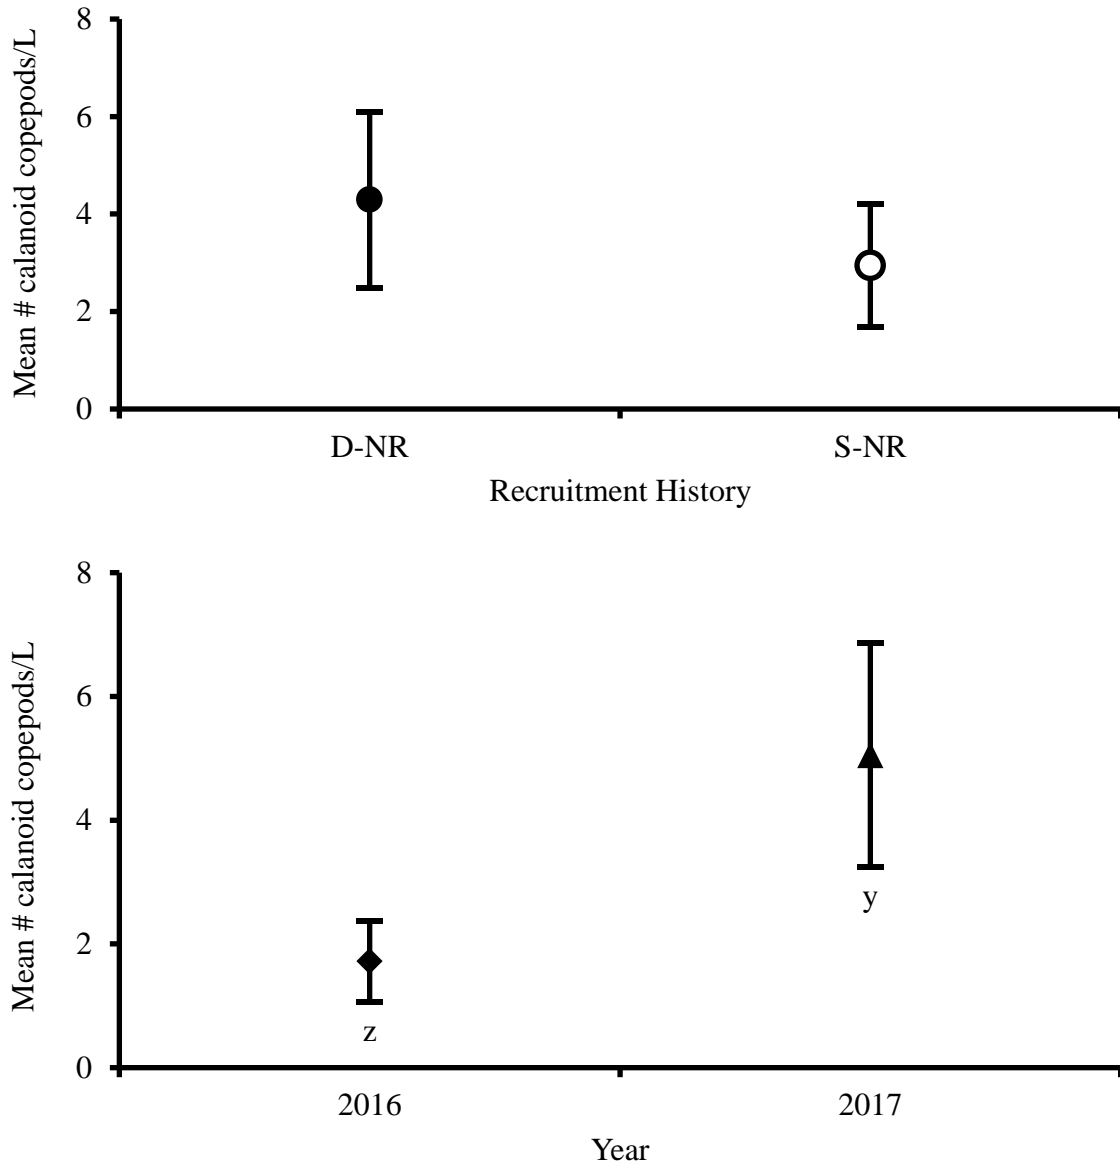 Mean # calanoid copepods/L
8
6
4
2
0
D-NR S-NR
Recruitment History
Mean # calanoid copepods/L
8
6
4
2
0
y
z
2016 2017
Year